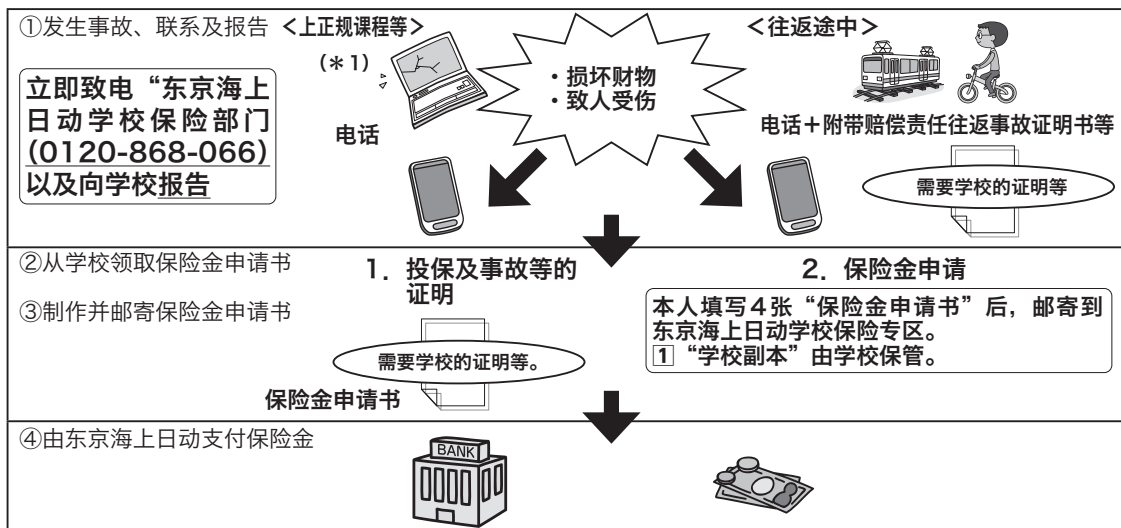 ①发生事故、联系及报告
立即致电“东京海上
日动学校保险部门
(0120-868-066)
以及向学校报告
＜上正规课程等＞
(＊1)
电话
・损坏财物
・致人受伤
＜往返途中＞
电话＋附带赔偿责任往返事故证明书等
需要学校的证明等
②从学校领取保险金申请书
③制作并邮寄保险金申请书
1．投保及事故等的
证明
需要学校的证明等。
保险金申请书
2．保险金申请
本人填写4张“保险金申请书”后，邮寄到
东京海上日动学校保险专区。
1“学校副本”由学校保管。
④由东京海上日动支付保险金
BANK